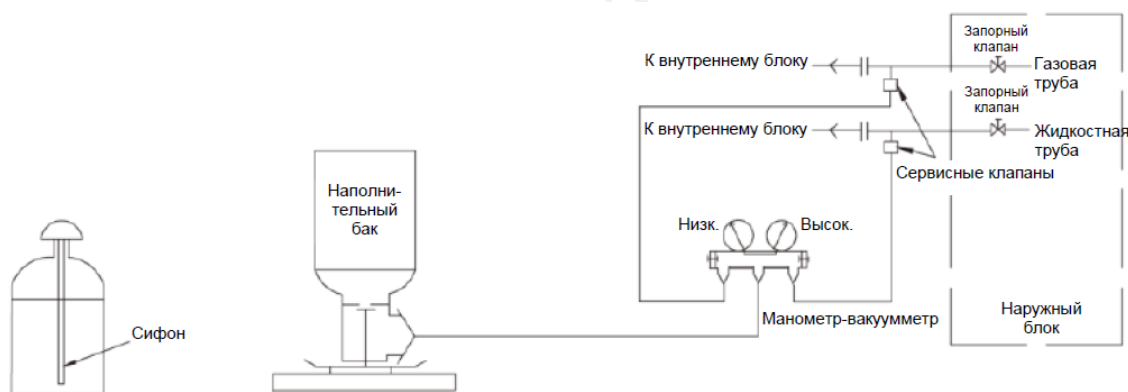 Запорный
клапан
К внутреннему блоку
Газовая
труба
Запорный
клапан
К внутреннему блоку
Жидкостная
труба
Сервисные клапаны
Наполни-
тельный
бак
Низк.
Высок.
Манометр-вакуумметр
Наружный
блок
Сифон